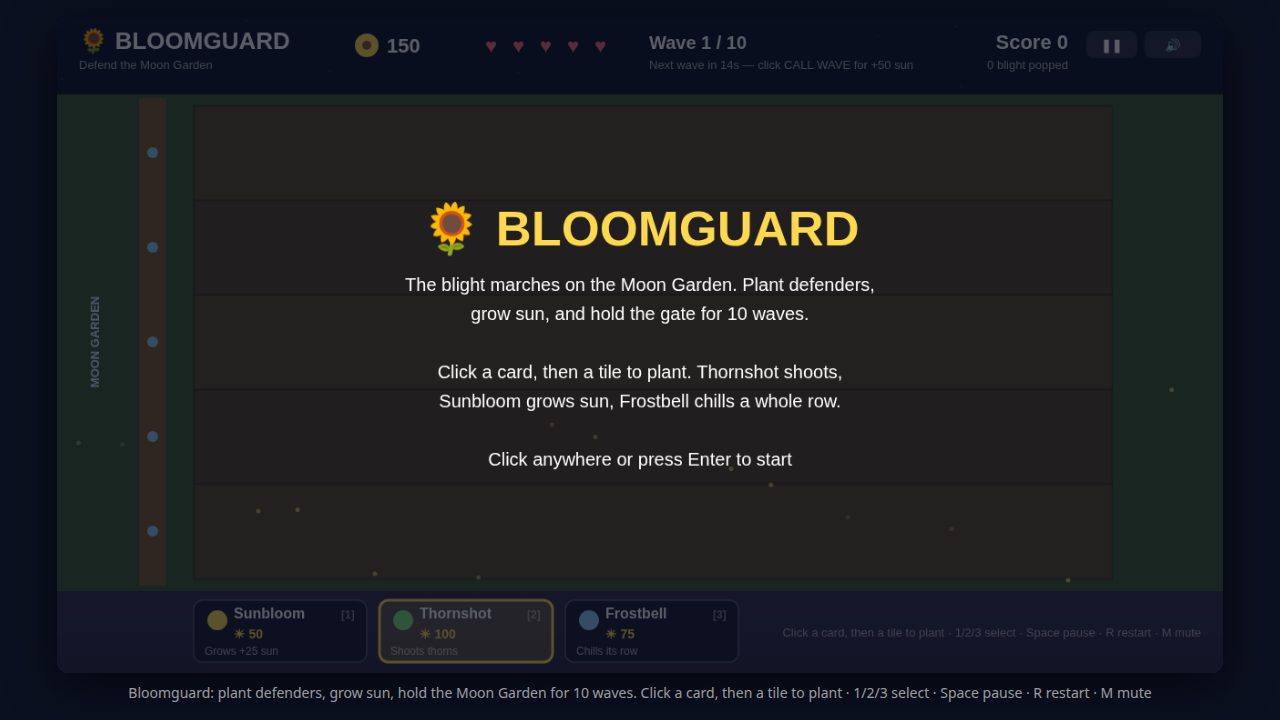 BLOOMGUARD
Defend the Moon Garden
150
Wave 1 / 10
Next wave in 14s — click CALL WAVE for +50 sun
Score 0
0 blight popped
MOON GARDEN
BLOOMGUARD
The blight marches on the Moon Garden. Plant defenders,
grow sun, and hold the gate for 10 waves.
Click a card, then a tile to plant. Thornshot shoots,
Sunbloom grows sun, Frostbell chills a whole row.
Click anywhere or press Enter to start
Sunbloom [1]
☀ 50
Grows +25 sun
Thornshot [2]
☀ 100
Shoots thorns
Frostbell [3]
☀ 75
Chills its row
Click a card, then a tile to plant · 1/2/3 select · Space pause · R restart · M mute
Bloomguard: plant defenders, grow sun, hold the Moon Garden for 10 waves. Click a card, then a tile to plant · 1/2/3 select · Space pause · R restart · M mute